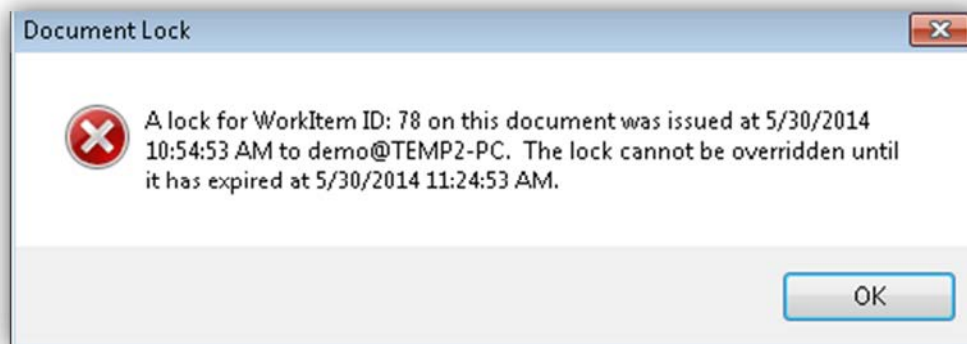 Document Lock
A lock for WorkItem ID: 78 on this document was issued at 5/30/2014
10:54:53 AM to demo@TEMP2-PC.  The lock cannot be overridden until
it has expired at 5/30/2014 11:24:53 AM.
OK